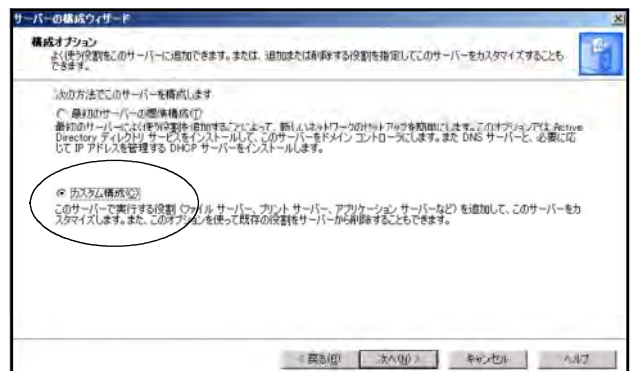 サーバーの構成ウィザード
構成オプション
よく使う役割をこのサーバーに追加できます。または、追加または削除する役割を指定してこのサーバーをカスタマイズすることも
できます。
次の方法でこのサーバーを構成します
最初のサーバーの標準構成(T)
最初のサーバーによく使う役割を追加することによって、新しいネットワークのセットアップを簡単にします。このオプションでは Active
Directory ディレクトリ サービスをインストールして、このサーバーをドメイン コントローラにします。また DNS サーバーと、必要に応
じて IP アドレスを管理する DHCP サーバーをインストールします。
カスタム構成(C)
このサーバーで実行する役割 (ファイル サーバー、プリント サーバー、アプリケーション サーバーなど) を追加して、このサーバーをカ
スタマイズします。また、このオプションを使って既存の役割をサーバーから削除することもできます。
< 戻る(B)
次へ(N) >
キャンセル
ヘルプ